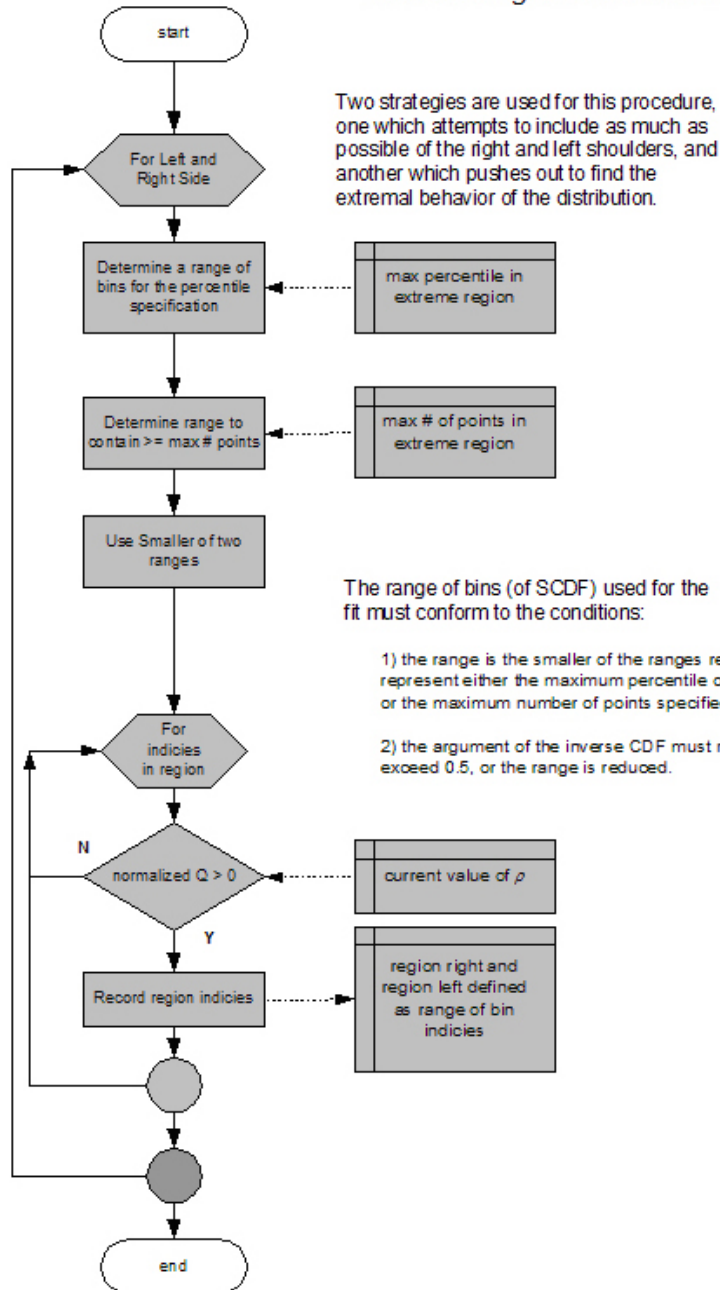 start
Two strategies are used for this procedure,
one which attempts to include as much as
possible of the right and left shoulders, and
another which pushes out to find the
extremal behavior of the distribution.
For Left and
Right Side
Determine a range of
bins for the percentile
specification
max percentile in
extreme region
Determine range to
contain >= max # points
max # of points in
extreme region
Use Smaller of two
ranges
The range of bins (of SCDF) used for the
fit must conform to the conditions:
1) the range is the smaller of the ranges
represent either the maximum percentile
or the maximum number of points specified
2) the argument of the inverse CDF must
exceed 0.5, or the range is reduced.
For
indicies
in region
N
normalized Q > 0
current value of ρ
Y
Record region indicies
region right and
region left defined
as range of bin
indicies
end